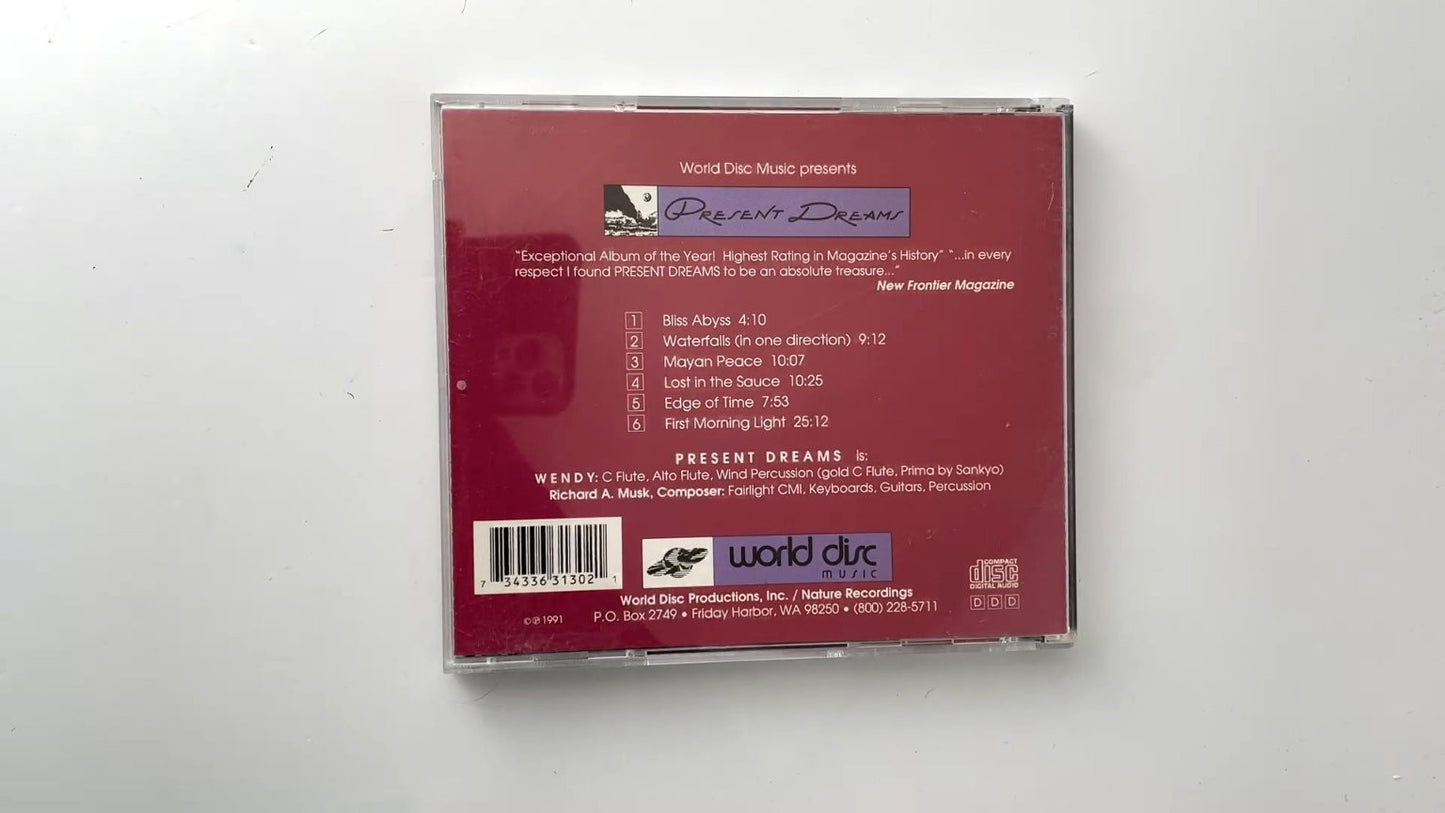 World Disc Music presents
PRESENT DREAMS
"Exceptional Album of the Year! Highest Rating in Magazine's History" "...in every
respect I found PRESENT DREAMS to be an absolute treasure..."
New Frontier Magazine
1 Bliss Abyss 4:10
2 Waterfalls (in one direction) 9:12
3 Mayan Peace 10:07
4 Lost in the Sauce 10:25
5 Edge of Time 7:53
6 First Morning Light 25:12
PRESENT DREAMS is:
WENDY: C Flute, Alto Flute, Wind Percussion (gold C Flute, Prima by Sankyo)
Richard A. Musk, Composer: Fairlight CMI, Keyboards, Guitars, Percussion
7 34336 31302 1
world disc
MUSIC
COMPACT
disc
DIGITAL AUDIO
D D D
World Disc Productions, Inc. / Nature Recordings
P.O. Box 2749 • Friday Harbor, WA 98250 • (800) 228-5711
©℗1991